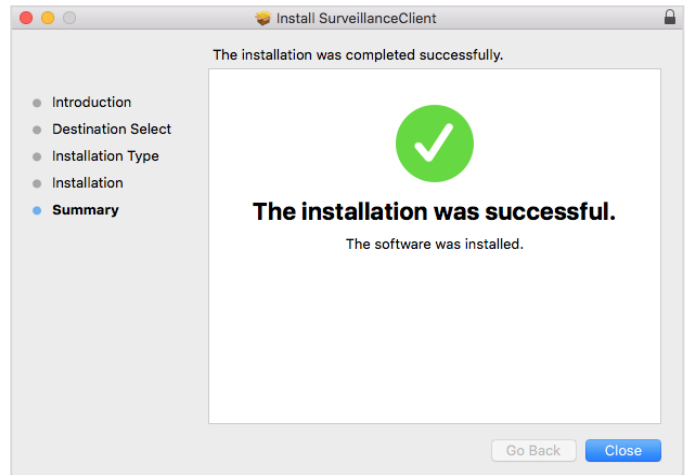 Install SurveillanceClient
The installation was completed successfully.
Introduction
Destination Select
Installation Type
Installation
Summary
The installation was successful.
The software was installed.
Go Back
Close